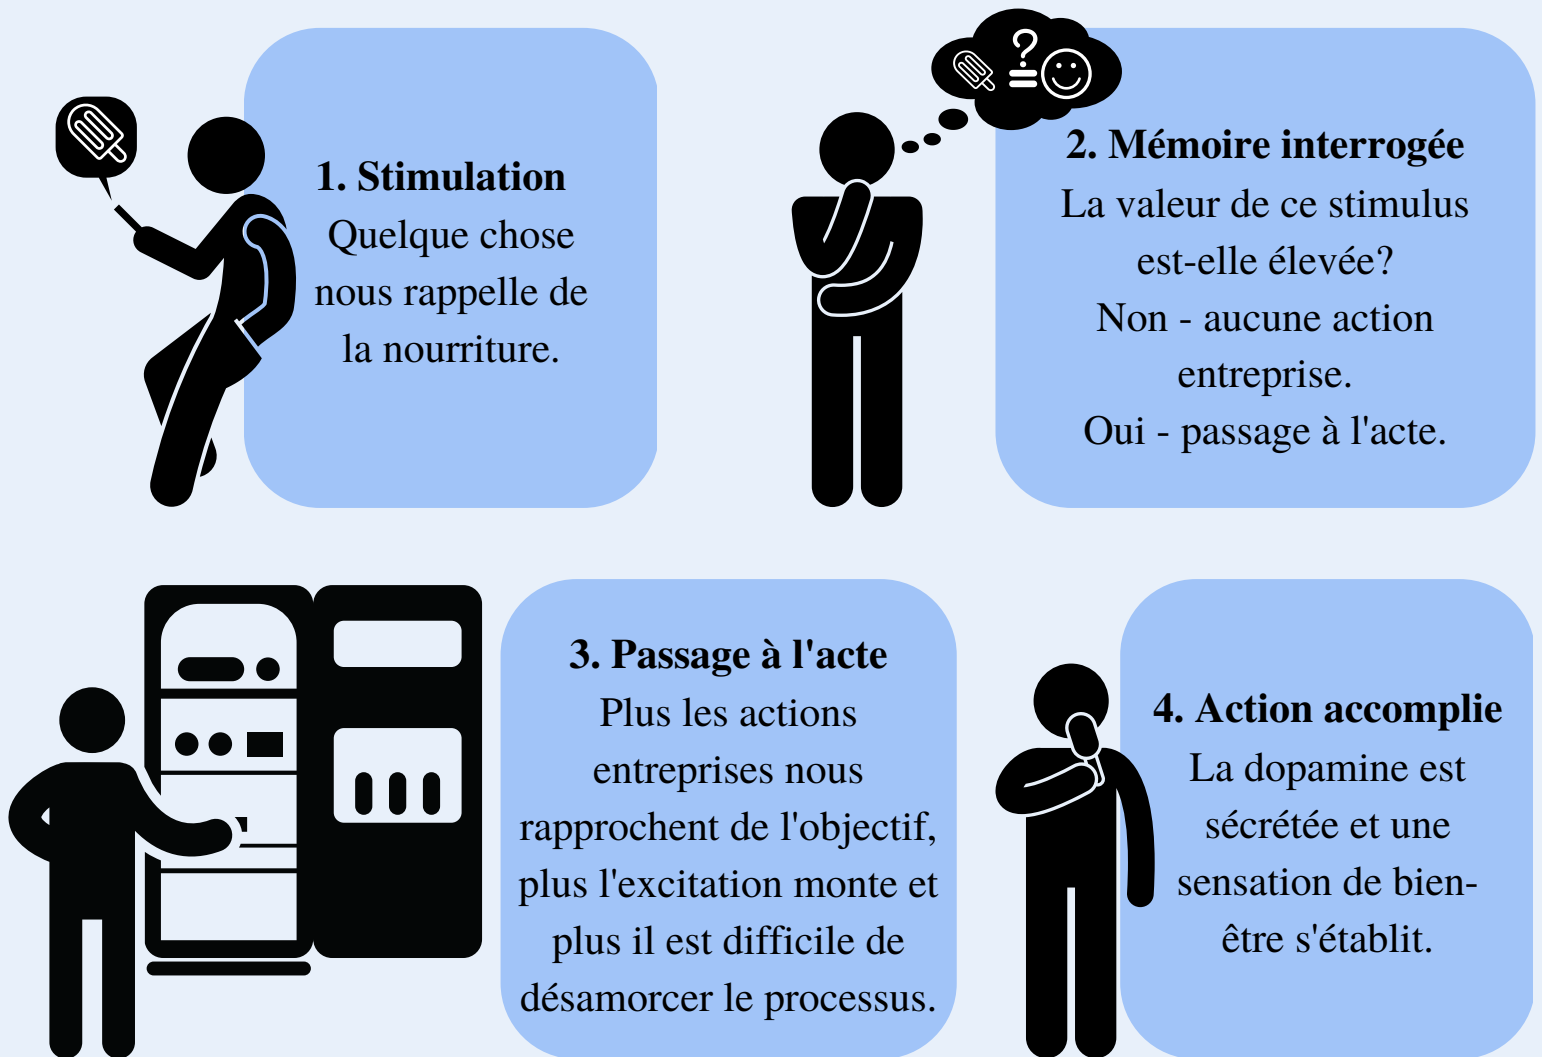 1. Stimulation
Quelque chose
nous rappelle de
la nourriture.
?
=
2. Mémoire interrogée
La valeur de ce stimulus
est-elle élevée?
Non - aucune action
entreprise.
Oui - passage à l'acte.
3. Passage à l'acte
Plus les actions
entreprises nous
rapprochent de l'objectif,
plus l'excitation monte et
plus il est difficile de
désamorcer le processus.
4. Action accomplie
La dopamine est
sécrétée et une
sensation de bien-
être s'établit.